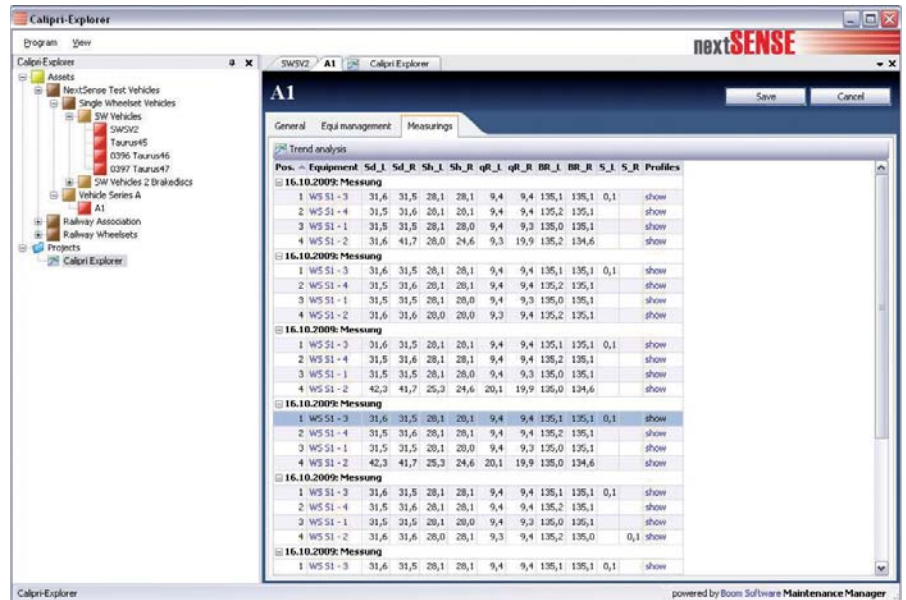 Calipri-Explorer
Program View
nextSENSE
Calipri Explorer
SWSV2 A1 Calipri Explorer
Assets
NextSense Test Vehicles
Single Wheelset Vehicles
SW Vehicles
SWSV2
Taurus45
0396 Taurus46
0397 Taurus47
SW Vehicles 2 Brakediscs
Vehicle Series A
A1
Railway Association
Railway Wheelsets
Projects
Calipri Explorer
A1
Save Cancel
General Equi management Measurings
Trend analysis
Pos. Equipment Sd_L Sd_R Sh_L Sh_R qR_L qR_R BR_L BR_R S_L S_R Profiles
16.10.2009: Messung
1 WS S1 - 3 31,6 31,5 28,1 28,1 9,4 9,4 135,1 135,1 0,1 show
2 WS S1 - 4 31,5 31,6 28,1 28,1 9,4 9,4 135,2 135,1 show
3 WS S1 - 1 31,5 31,5 28,1 28,0 9,4 9,3 135,0 135,1 show
4 WS S1 - 2 31,6 41,7 28,0 24,6 9,3 19,9 135,2 134,6 show
16.10.2009: Messung
1 WS S1 - 3 31,6 31,5 28,1 28,1 9,4 9,4 135,1 135,1 0,1 show
2 WS S1 - 4 31,5 31,6 28,1 28,1 9,4 9,4 135,2 135,1 show
3 WS S1 - 1 31,5 31,5 28,1 28,0 9,4 9,3 135,0 135,1 show
4 WS S1 - 2 31,6 31,6 28,0 28,0 9,3 9,4 135,2 135,1 show
16.10.2009: Messung
1 WS S1 - 3 31,6 31,5 28,1 28,1 9,4 9,4 135,1 135,1 0,1 show
2 WS S1 - 4 31,5 31,6 28,1 28,1 9,4 9,4 135,2 135,1 show
3 WS S1 - 1 31,5 31,5 28,1 28,0 9,4 9,3 135,0 135,1 show
4 WS S1 - 2 42,3 41,7 25,3 24,6 20,1 19,9 135,0 134,6 show
16.10.2009: Messung
1 WS S1 - 3 31,6 31,5 28,1 28,1 9,4 9,4 135,1 135,1 0,1 show
2 WS S1 - 4 31,5 31,6 28,1 28,1 9,4 9,4 135,2 135,1 show
3 WS S1 - 1 31,5 31,5 28,1 28,0 9,4 9,3 135,0 135,1 show
4 WS S1 - 2 42,3 41,7 25,3 24,6 20,1 19,9 135,0 134,6 show
16.10.2009: Messung
1 WS S1 - 3 31,6 31,5 28,1 28,1 9,4 9,4 135,1 135,1 0,1 show
2 WS S1 - 4 31,5 31,6 28,1 28,1 9,4 9,4 135,2 135,1 show
3 WS S1 - 1 31,5 31,5 28,1 28,0 9,4 9,3 135,0 135,1 show
4 WS S1 - 2 31,6 31,6 28,0 28,1 9,3 9,4 135,2 135,0 0,1 show
16.10.2009: Messung
1 WS S1 - 3 31,6 31,5 28,1 28,1 9,4 9,4 135,1 135,1 0,1 show
Calipri-Explorer
powered by Boom Software Maintenance Manager